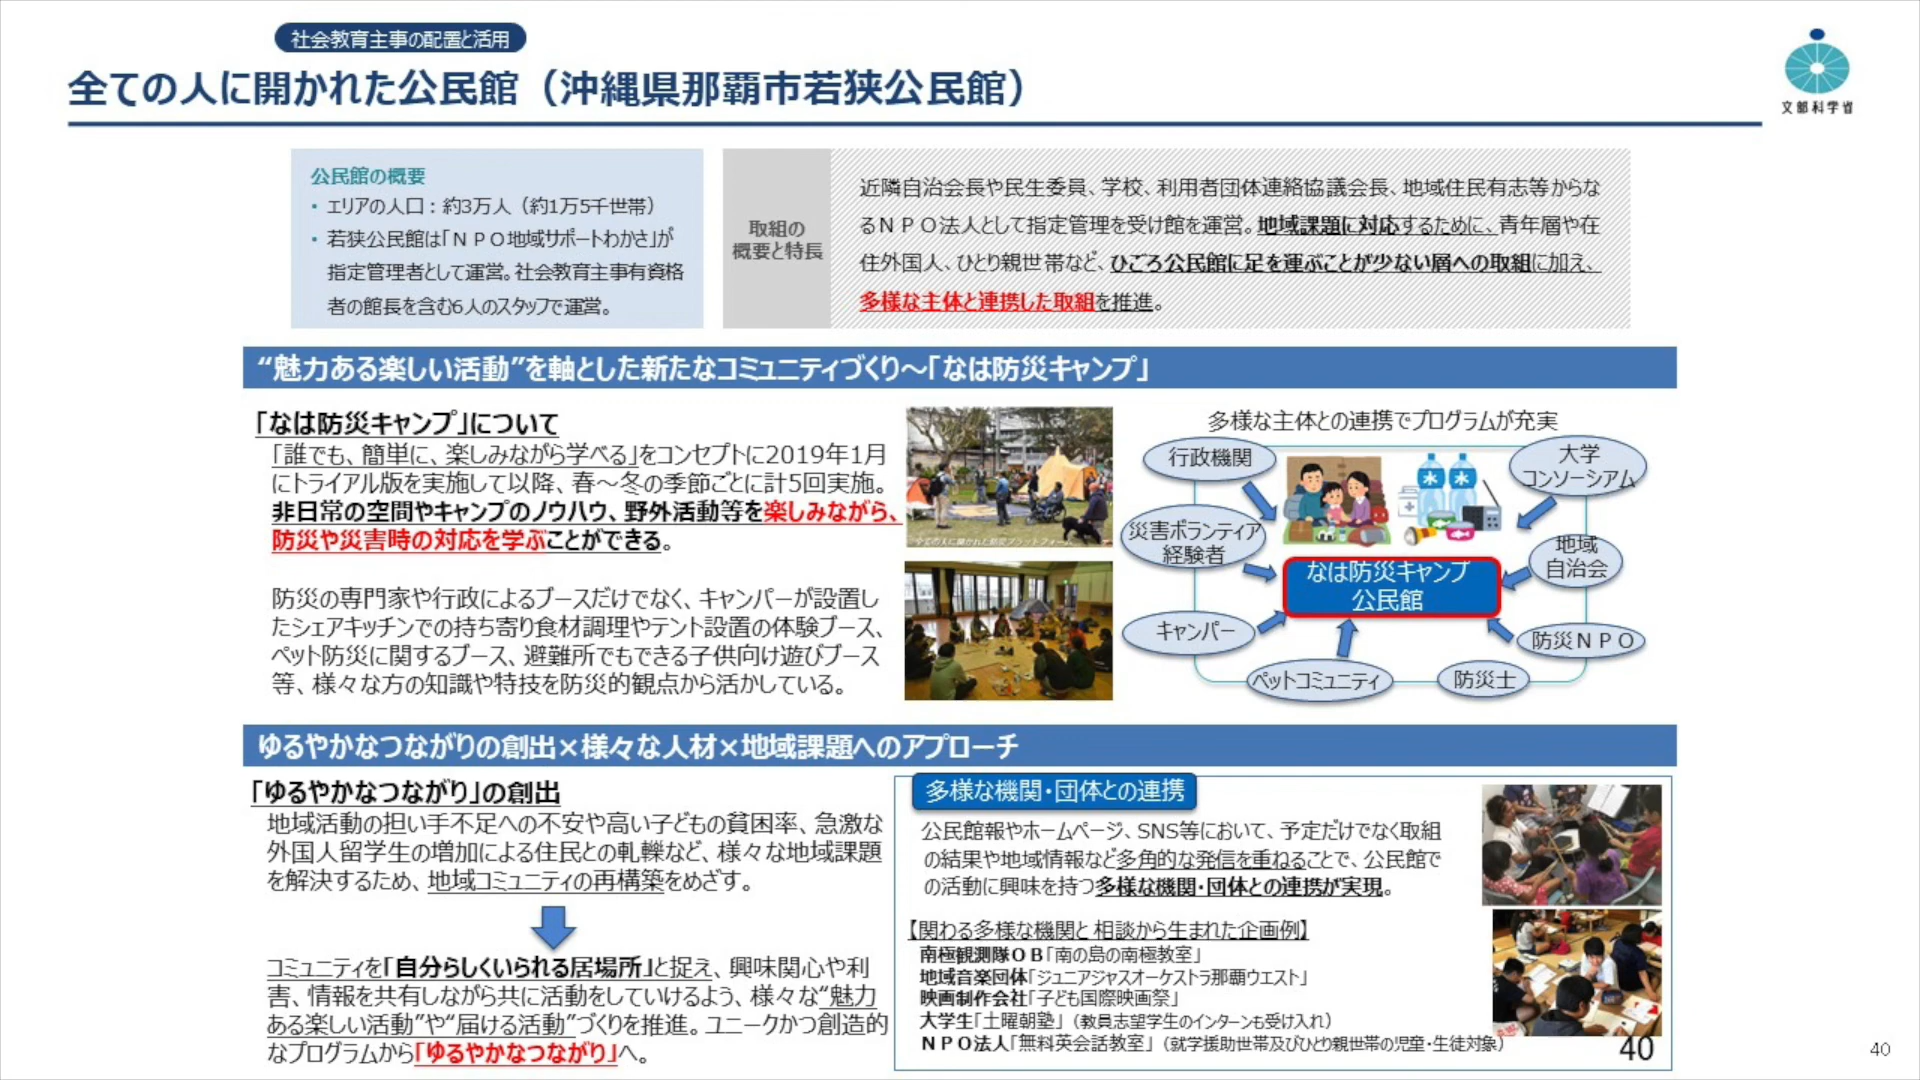 社会教育主事の配置と活用
全ての人に開かれた公民館（沖縄県那覇市若狭公民館）
文部科学省
公民館の概要
・エリアの人口：約3万人（約1万5千世帯）
・若狭公民館は「ＮＰＯ地域サポートわかさ」が
指定管理者として運営。社会教育主事有資格
者の館長を含む6人のスタッフで運営。
取組の
概要と特長
近隣自治会長や民生委員、学校、利用者団体連絡協議会長、地域住民有志等からな
るＮＰＯ法人として指定管理を受け館を運営。地域課題に対応するために、青年層や在
住外国人、ひとり親世帯など、ひごろ公民館に足を運ぶことが少ない層への取組に加え、
多様な主体と連携した取組を推進。
“魅力ある楽しい活動”を軸とした新たなコミュニティづくり～「なは防災キャンプ」
「なは防災キャンプ」について
「誰でも、簡単に、楽しみながら学べる」をコンセプトに2019年1月
にトライアル版を実施して以降、春～冬の季節ごとに計5回実施。
非日常の空間やキャンプのノウハウ、野外活動等を楽しみながら、
防災や災害時の対応を学ぶことができる。
防災の専門家や行政によるブースだけでなく、キャンパーが設置し
たシェアキッチンでの持ち寄り食材調理やテント設置の体験ブース、
ペット防災に関するブース、避難所でもできる子供向け遊びブース
等、様々な方の知識や特技を防災的観点から活かしている。
全ての人に開かれた防災プラットフォーム
多様な主体との連携でプログラムが充実
行政機関
大学
コンソーシアム
水 水
災害ボランティア
経験者
地域
自治会
なは防災キャンプ
公民館
キャンパー
防災ＮＰＯ
ペットコミュニティ
防災士
ゆるやかなつながりの創出×様々な人材×地域課題へのアプローチ
「ゆるやかなつながり」の創出
地域活動の担い手不足への不安や高い子どもの貧困率、急激な
外国人留学生の増加による住民との軋轢など、様々な地域課題
を解決するため、地域コミュニティの再構築をめざす。
コミュニティを「自分らしくいられる居場所」と捉え、興味関心や利
害、情報を共有しながら共に活動をしていけるよう、様々な“魅力
ある楽しい活動”や“届ける活動”づくりを推進。ユニークかつ創造的
なプログラムから「ゆるやかなつながり」へ。
多様な機関・団体との連携
公民館報やホームページ、SNS等において、予定だけでなく取組
の結果や地域情報など多角的な発信を重ねることで、公民館で
の活動に興味を持つ多様な機関・団体との連携が実現。
【関わる多様な機関と 相談から生まれた企画例】
南極観測隊ＯＢ「南の島の南極教室」
地域音楽団体「ジュニアジャスオーケストラ那覇ウエスト」
映画制作会社「子ども国際映画祭」
大学生「土曜朝塾」（教員志望学生のインターンも受け入れ）
ＮＰＯ法人「無料英会話教室」（就学援助世帯及びひとり親世帯の児童・生徒対象）
40
40